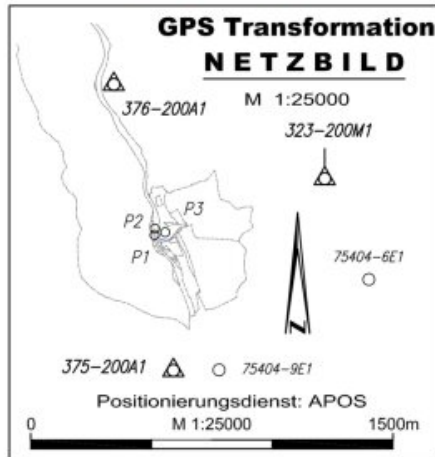 GPS Transformation
NETZBILD
M 1:25000
376-200A1
323-200M1
P2 P3
P1
75404-6E1
N
375-200A1 75404-9E1
Positionierungsdienst: APOS
0 M 1:25000 1500m